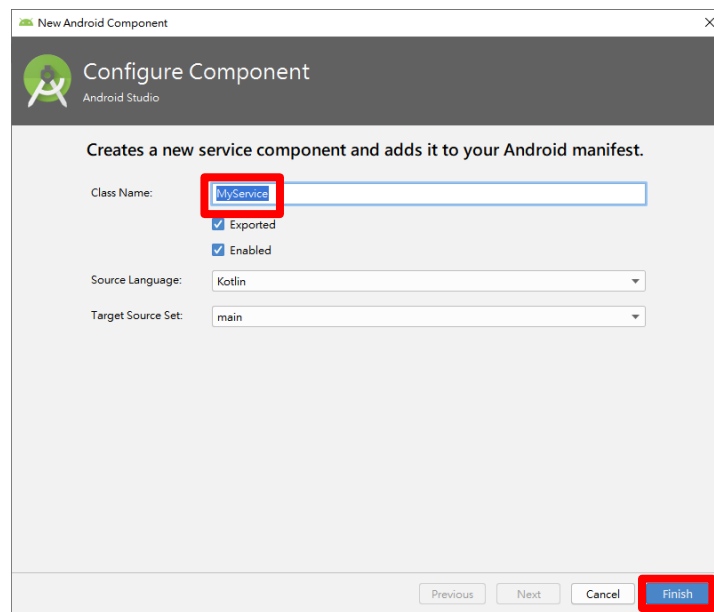 New Android Component
Configure Component
Android Studio
Creates a new service component and adds it to your Android manifest.
Class Name: MyService
Exported
Enabled
Source Language: Kotlin
Target Source Set: main
Previous Next Cancel Finish